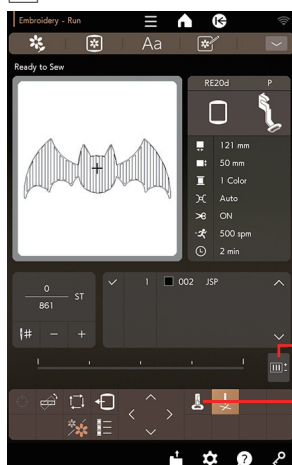 Embroidery - Run
Aa
Ready to Sew
RE20d P
121 mm
50 mm
1 Color
Auto
ON
500 spm
2 min
0
861
ST
1 002 JSP
# - +
?